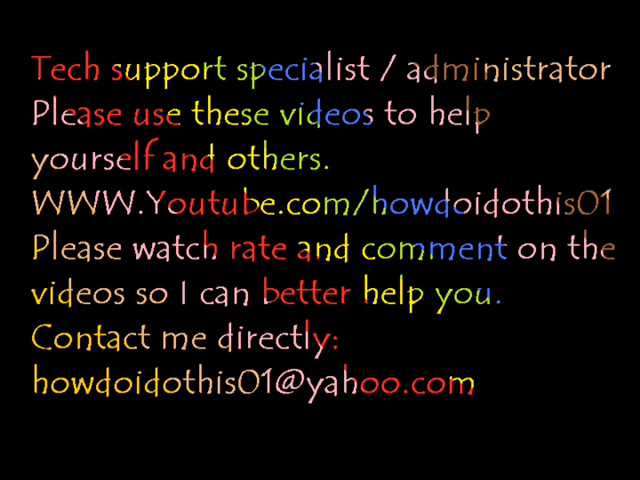 Tech support specialist / administrator
Please use these videos to help
yourself and others.
WWW.Youtube.com/howdoidothis01
Please watch rate and comment on the
videos so I can better help you.
Contact me directly:
howdoidothis01@yahoo.com